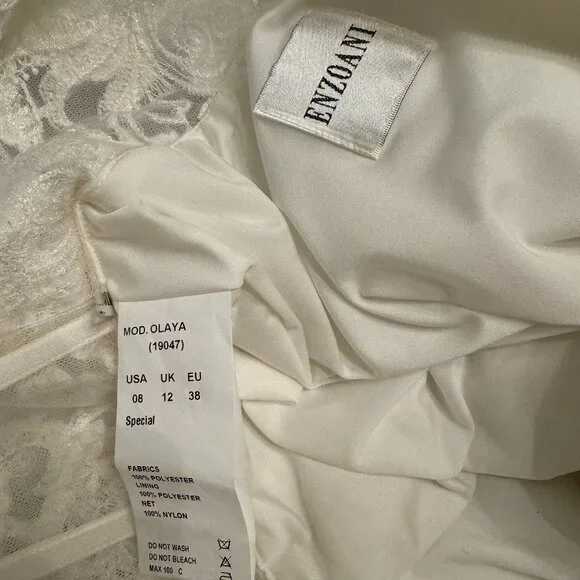 ENZOANI
MOD. OLAYA
(19047)
USA UK EU
08 12 38
Special
FABRICS
100% POLYESTER
LINING
100% POLYESTER
NET
100% NYLON
DO NOT WASH
DO NOT BLEACH
MAX 100 C